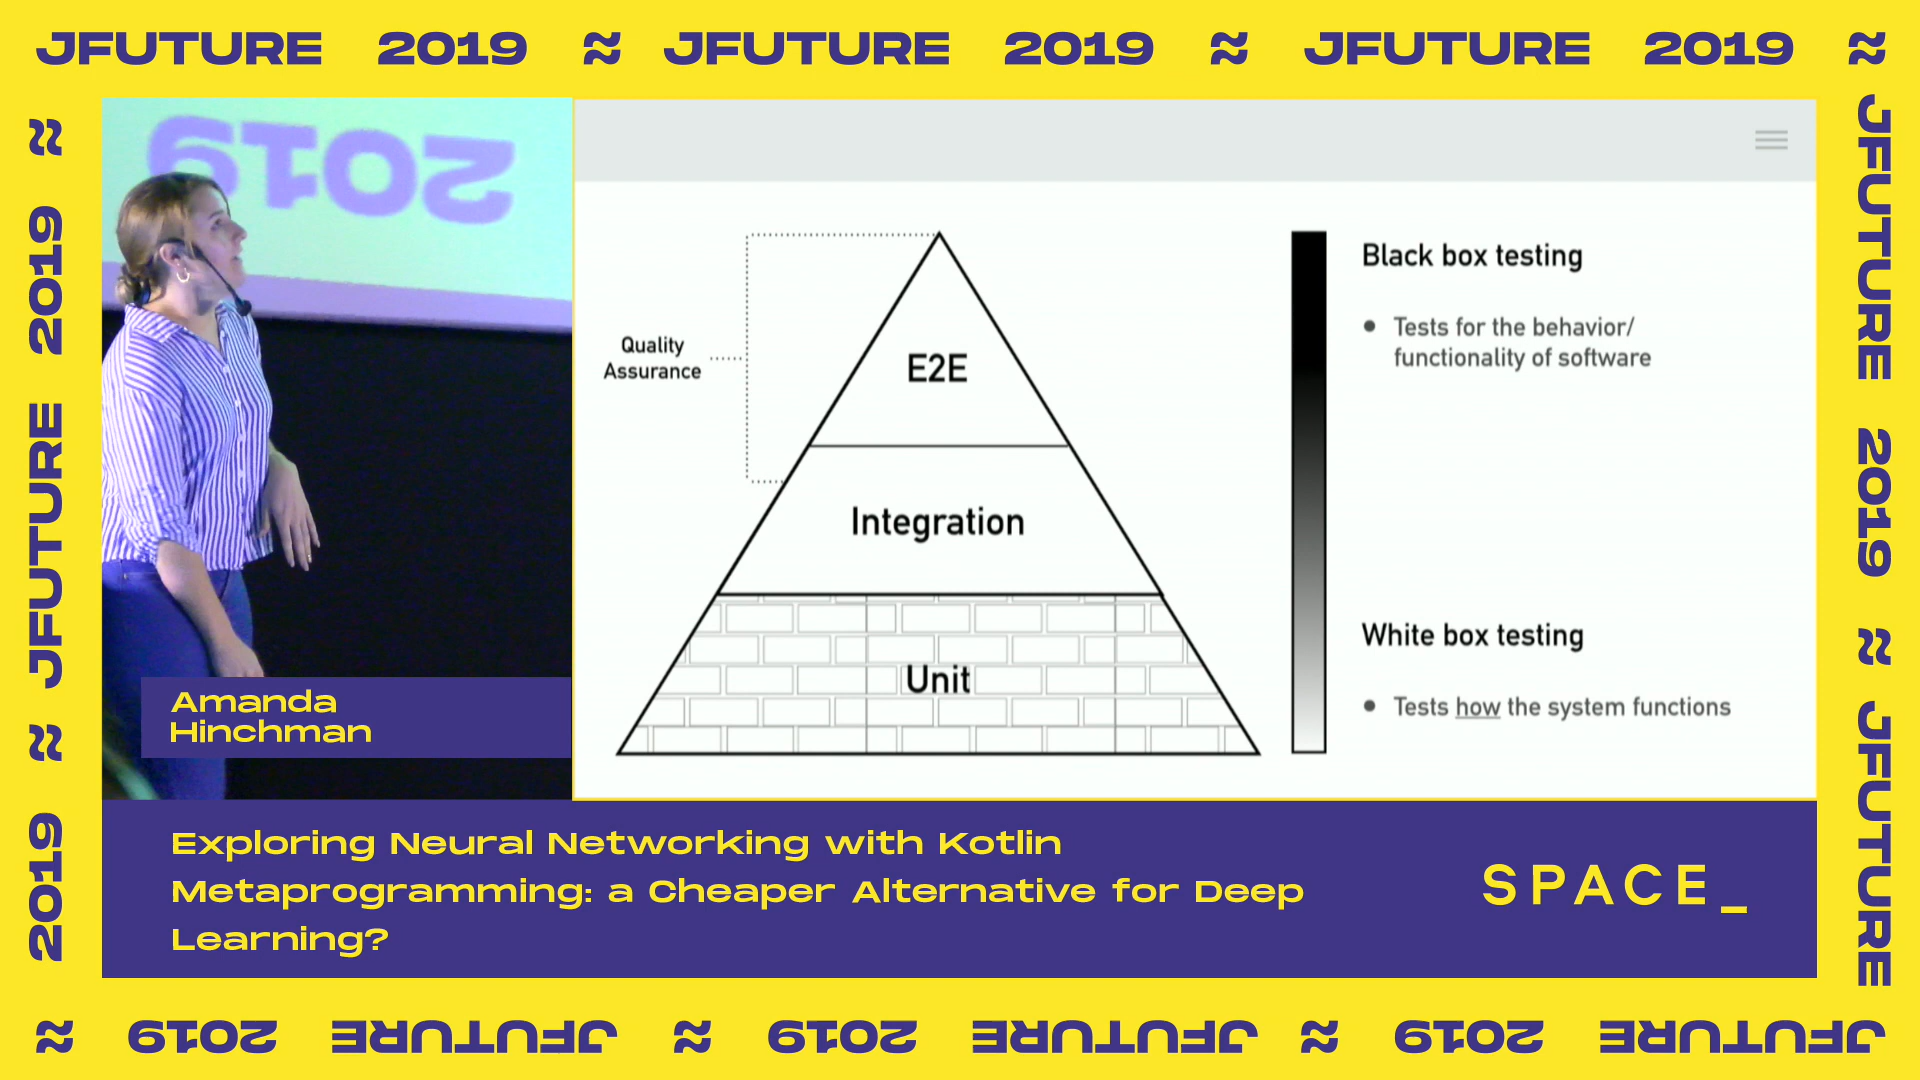 JFUTURE 2019 ≈ JFUTURE 2019 ≈ JFUTURE 2019 ≈
JFUTURE 2019 ≈ JFUTURE
2019
Quality
Assurance
E2E
Integration
Unit
Black box testing
• Tests for the behavior/
functionality of software
White box testing
• Tests how the system functions
Amanda
Hinchman
Exploring Neural Networking with Kotlin
Metaprogramming: a Cheaper Alternative for Deep
Learning?
SPACE_
JFUTURE 2019 ≈ JFUTURE 2019 ≈ JFUTURE 2019 ≈
2019 ≈ JFUTURE 2019 ≈